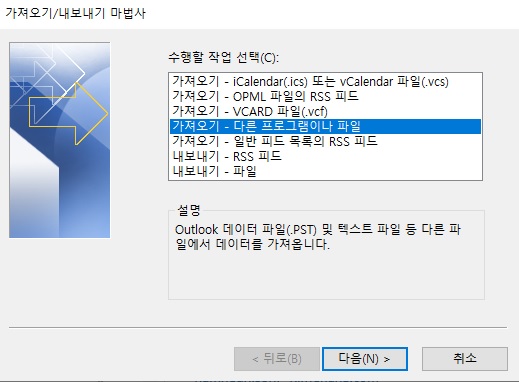 가져오기/내보내기 마법사
수행할 작업 선택(C):
가져오기 - iCalendar(.ics) 또는 vCalendar 파일(.vcs)
가져오기 - OPML 파일의 RSS 피드
가져오기 - VCARD 파일(.vcf)
가져오기 - 다른 프로그램이나 파일
가져오기 - 일반 피드 목록의 RSS 피드
내보내기 - RSS 피드
내보내기 - 파일
설명
Outlook 데이터 파일(.PST) 및 텍스트 파일 등 다른 파
일에서 데이터를 가져옵니다.
< 뒤로(B)
다음(N) >
취소